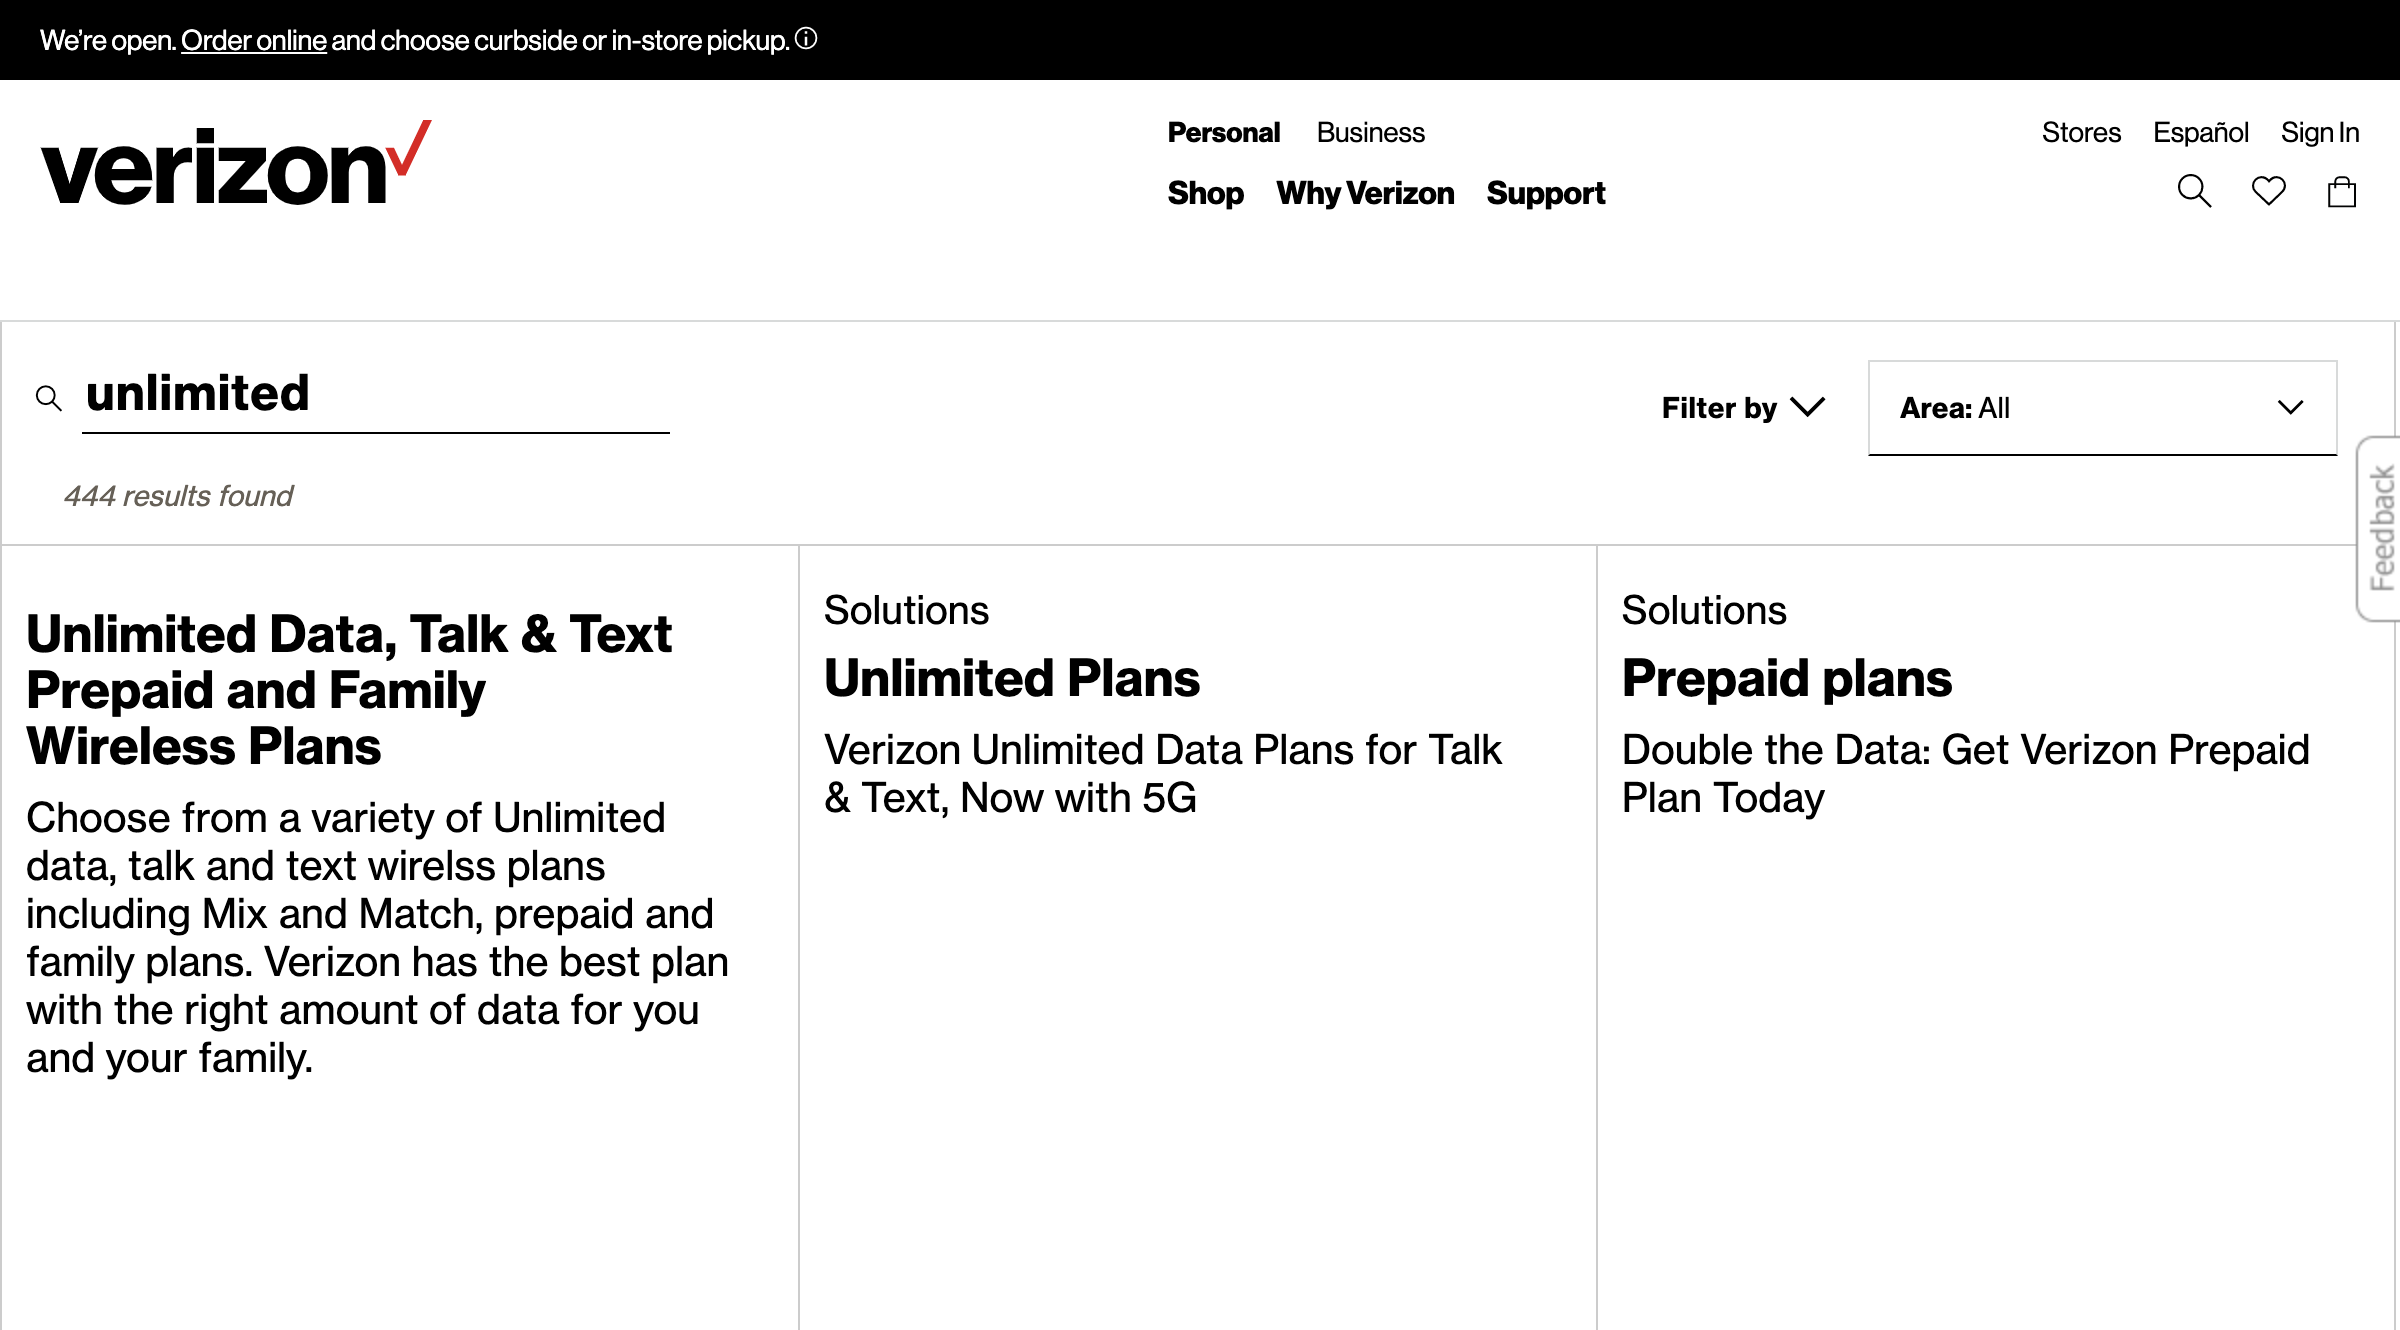 We're open. Order online and choose curbside or in-store pickup.
verizon
Personal Business
Stores Español Sign In
Shop Why Verizon Support
unlimited
Filter by
Area: All
444 results found
Feedback
Unlimited Data, Talk & Text
Prepaid and Family
Wireless Plans
Choose from a variety of Unlimited
data, talk and text wirelss plans
including Mix and Match, prepaid and
family plans. Verizon has the best plan
with the right amount of data for you
and your family.
Solutions
Unlimited Plans
Verizon Unlimited Data Plans for Talk
& Text, Now with 5G
Solutions
Prepaid plans
Double the Data: Get Verizon Prepaid
Plan Today